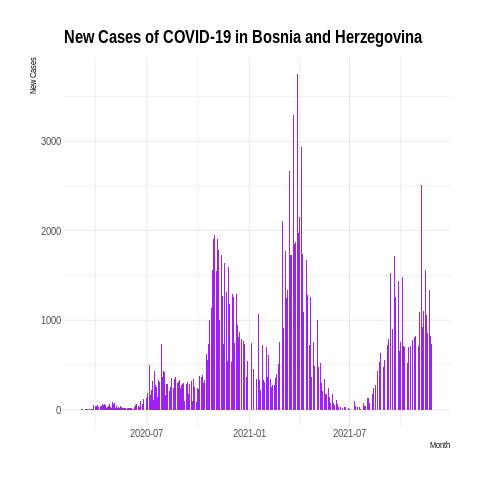 New Cases of COVID-19 in Bosnia and Herzegovina
New Cases
3000
2000
1000
0
2020-07 2021-01 2021-07
Month